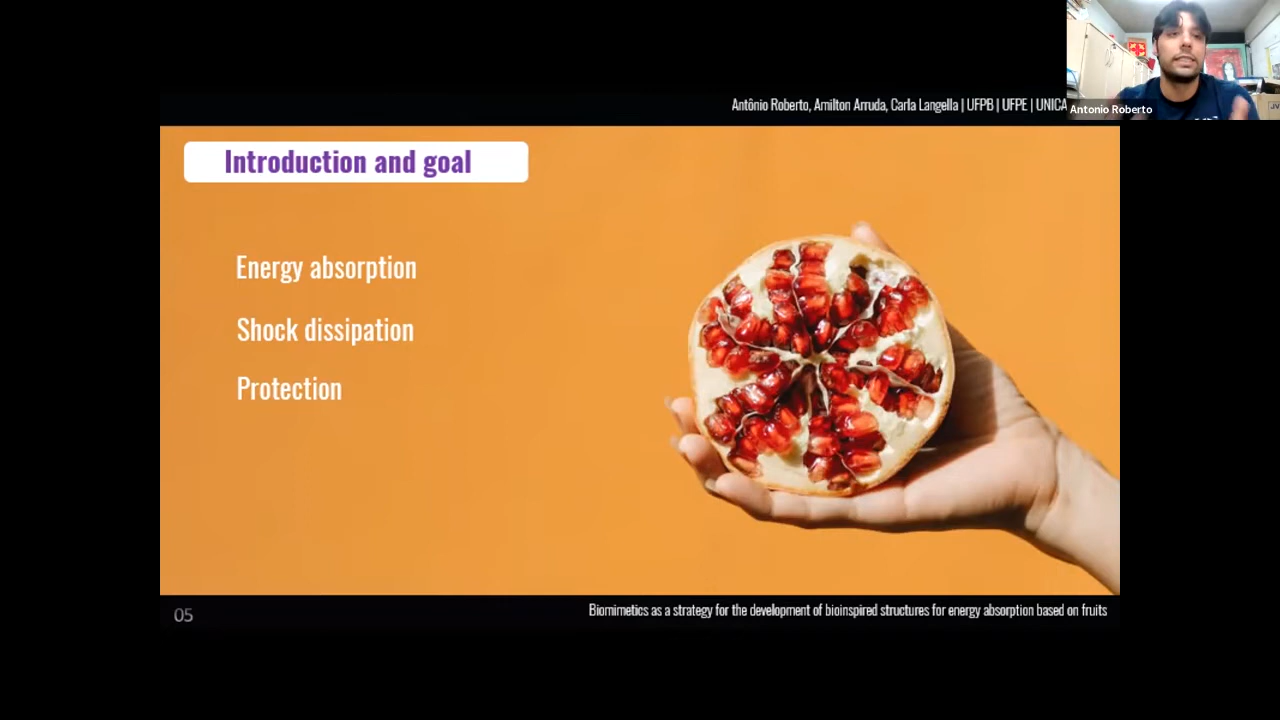 Antônio Roberto, Amilton Arruda, Carla Langella | UFPB | UFPE | UNICA
Antonio Roberto
Introduction and goal
Energy absorption
Shock dissipation
Protection
05
Biomimetics as a strategy for the development of bioinspired structures for energy absorption based on fruits